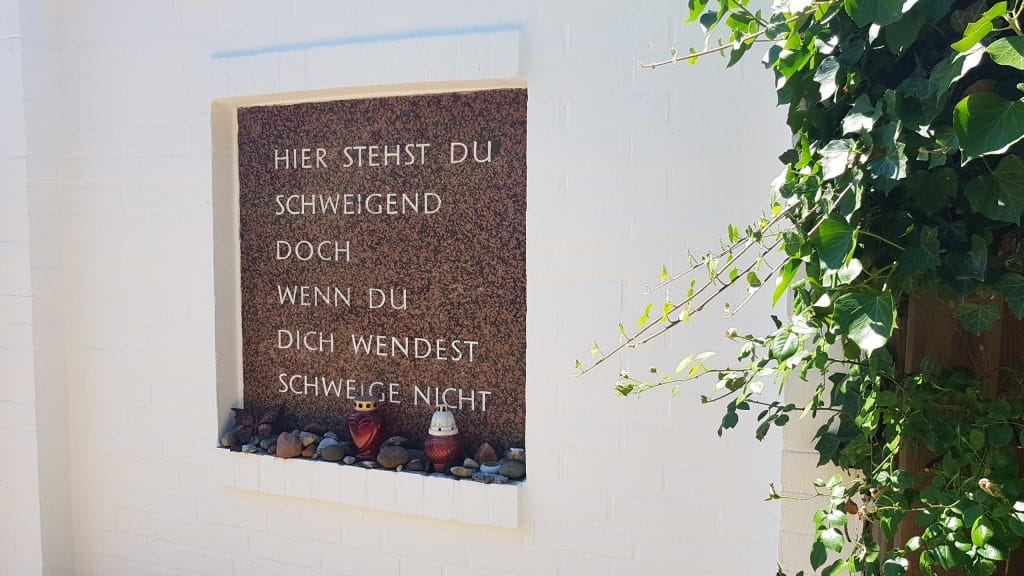 HIER STEHST DU
SCHWEIGEND
DOCH
WENN DU
DICH WENDEST
SCHWEIGE NICHT